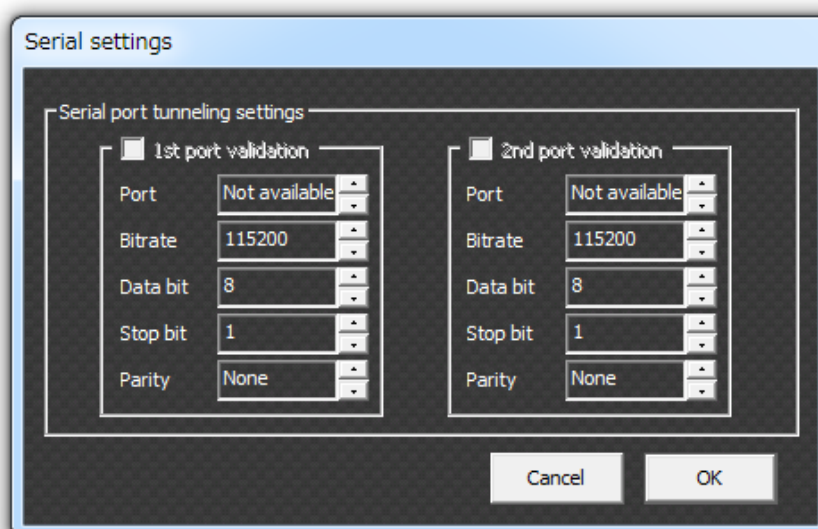 Serial settings
Serial port tunneling settings
1st port validation
Port Not available
Bitrate 115200
Data bit 8
Stop bit 1
Parity None
2nd port validation
Port Not available
Bitrate 115200
Data bit 8
Stop bit 1
Parity None
Cancel OK